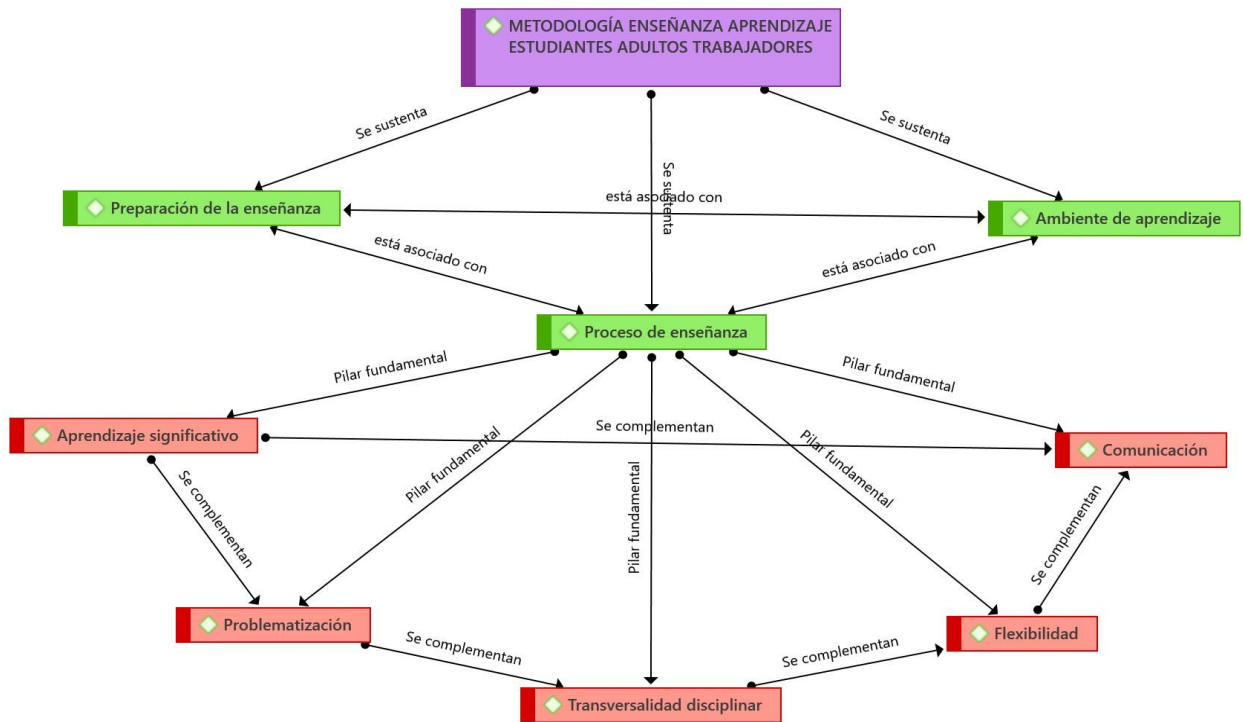 METODOLOGÍA ENSEÑANZA APRENDIZAJE
ESTUDIANTES ADULTOS TRABAJADORES
Se sustenta
Se sustenta
Se sustenta
Preparación de la enseñanza
está asociado con
Ambiente de aprendizaje
está asociado con
está asociado con
Proceso de enseñanza
Pilar fundamental
Pilar fundamental
Aprendizaje significativo
Se complementan
Comunicación
Pilar fundamental
Pilar fundamental
Pilar fundamental
Se complementan
Se complementan
Problematización
Flexibilidad
Se complementan
Se complementan
Transversalidad disciplinar